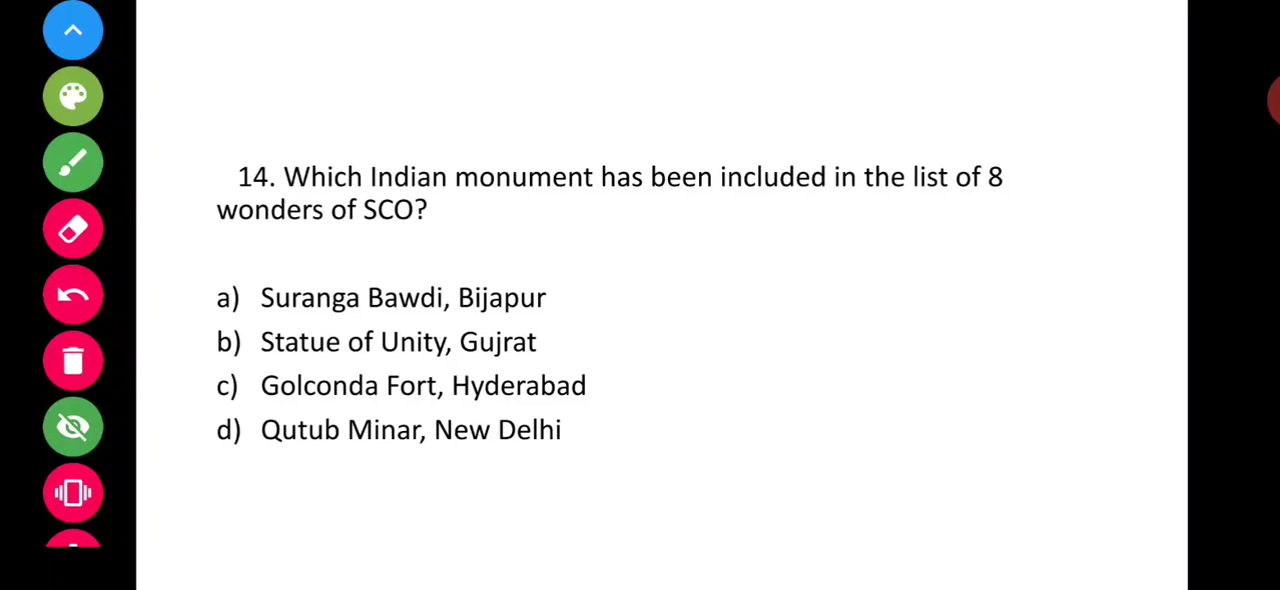 14. Which Indian monument has been included in the list of 8
wonders of SCO?
a) Suranga Bawdi, Bijapur
b) Statue of Unity, Gujrat
c) Golconda Fort, Hyderabad
d) Qutub Minar, New Delhi